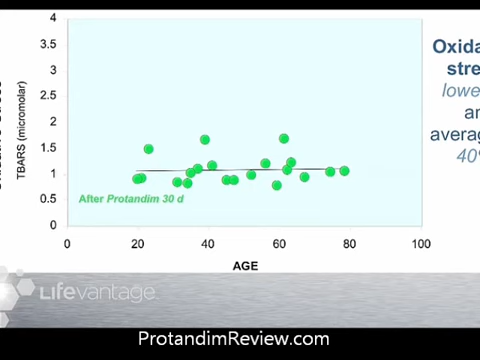 4
3.5
3
2.5
2
1.5
1
0.5
0
TBARS (micromolar)
After Protandim 30 d
0 20 40 60 80 100
AGE
Oxida
stre
lowe
an
averag
40
LIFEVANTAGE
ProtandimReview.com